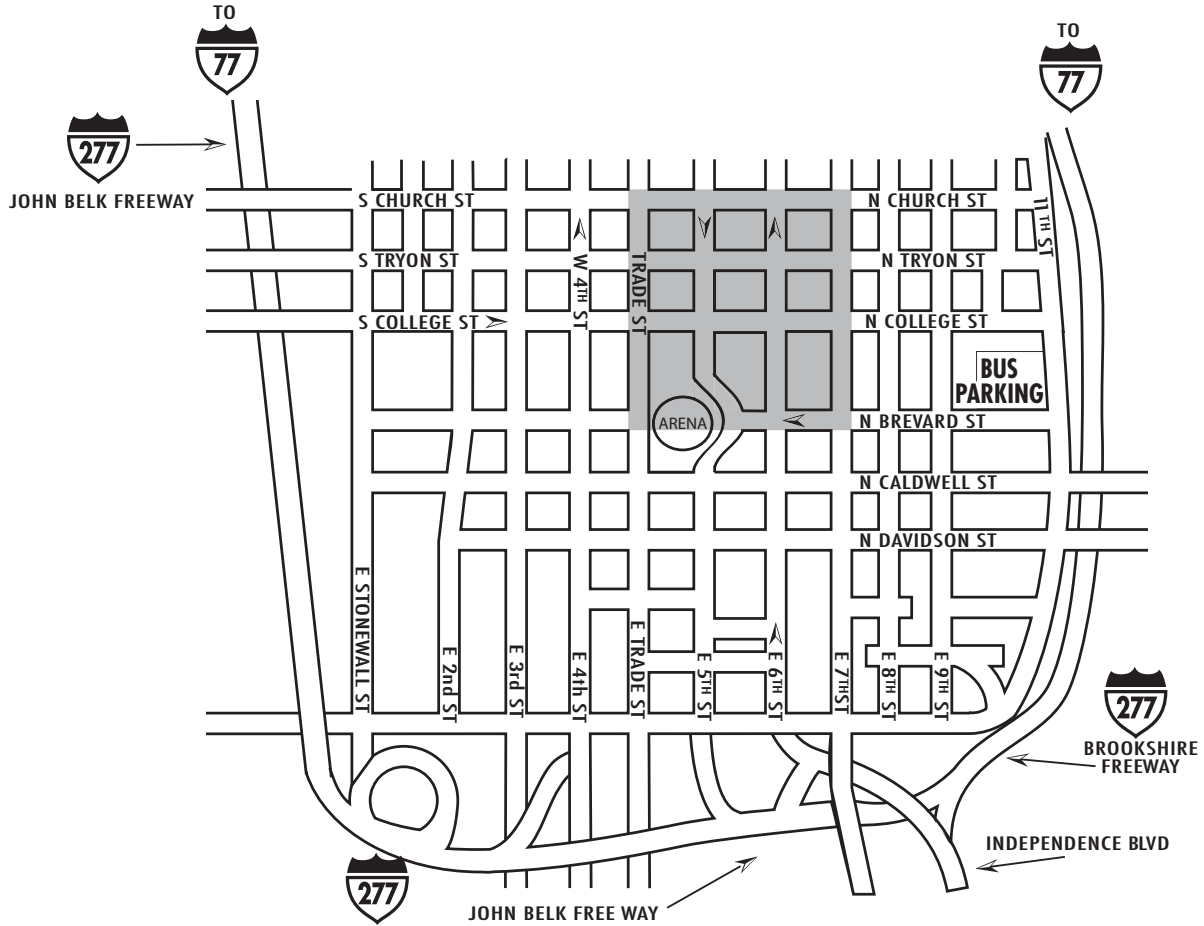 TO
77
TO
77
277
JOHN BELK FREEWAY
S CHURCH ST
N CHURCH ST
11TH ST
S TRYON ST
N TRYON ST
W 4TH ST
TRADE ST
S COLLEGE ST
N COLLEGE ST
BUS
PARKING
ARENA
N BREVARD ST
N CALDWELL ST
N DAVIDSON ST
E STONEWALL ST
E 2nd ST
E 3rd ST
E 4th ST
E TRADE ST
E 5TH ST
E 6TH ST
E 7TH ST
E 8TH ST
E 9TH ST
277
BROOKSHIRE
FREEWAY
INDEPENDENCE BLVD
277
JOHN BELK FREE WAY